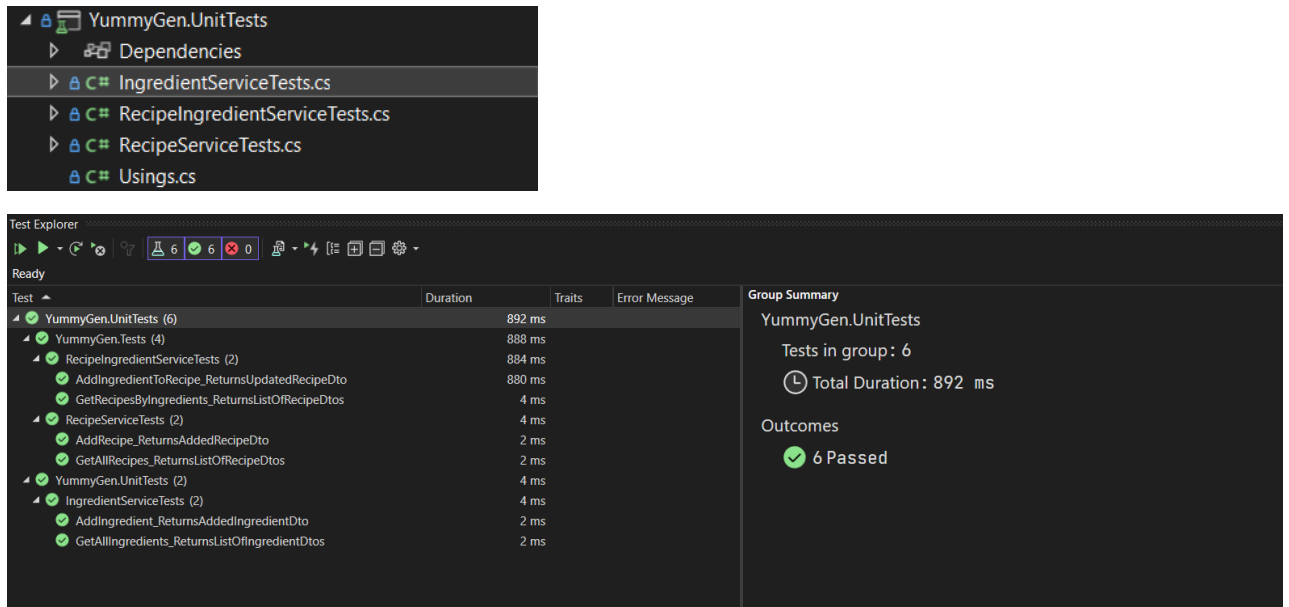 YummyGen.UnitTests
Dependencies
C# IngredientServiceTests.cs
C# RecipeIngredientServiceTests.cs
C# RecipeServiceTests.cs
C# Usings.cs
Test Explorer
6 6 0
Ready
Test Duration Traits Error Message
YummyGen.UnitTests (6) 892 ms
YummyGen.Tests (4) 888 ms
RecipeIngredientServiceTests (2) 884 ms
AddIngredientToRecipe_ReturnsUpdatedRecipeDto 880 ms
GetRecipesByIngredients_ReturnsListOfRecipeDtos 4 ms
RecipeServiceTests (2) 4 ms
AddRecipe_ReturnsAddedRecipeDto 2 ms
GetAllRecipes_ReturnsListOfRecipeDtos 2 ms
YummyGen.UnitTests (2) 4 ms
IngredientServiceTests (2) 4 ms
AddIngredient_ReturnsAddedIngredientDto 2 ms
GetAllIngredients_ReturnsListOfIngredientDtos 2 ms
Group Summary
YummyGen.UnitTests
Tests in group: 6
Total Duration: 892 ms
Outcomes
6 Passed